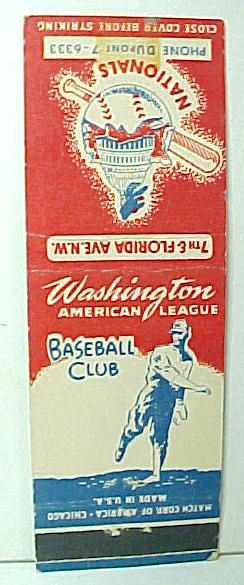 CLOSE COVER BEFORE STRIKING
PHONE DUPONT 7-6333
NATIONALS
7TH & FLORIDA AVE. N.W.
Washington
AMERICAN LEAGUE
BASEBALL
CLUB
MATCH CORP. OF AMERICA · CHICAGO
MADE IN U.S.A.